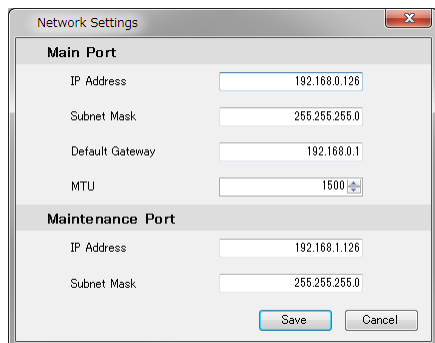 Network Settings
Main Port
IP Address 192.168.0.126
Subnet Mask 255.255.255.0
Default Gateway 192.168.0.1
MTU 1500
Maintenance Port
IP Address 192.168.1.126
Subnet Mask 255.255.255.0
Save Cancel